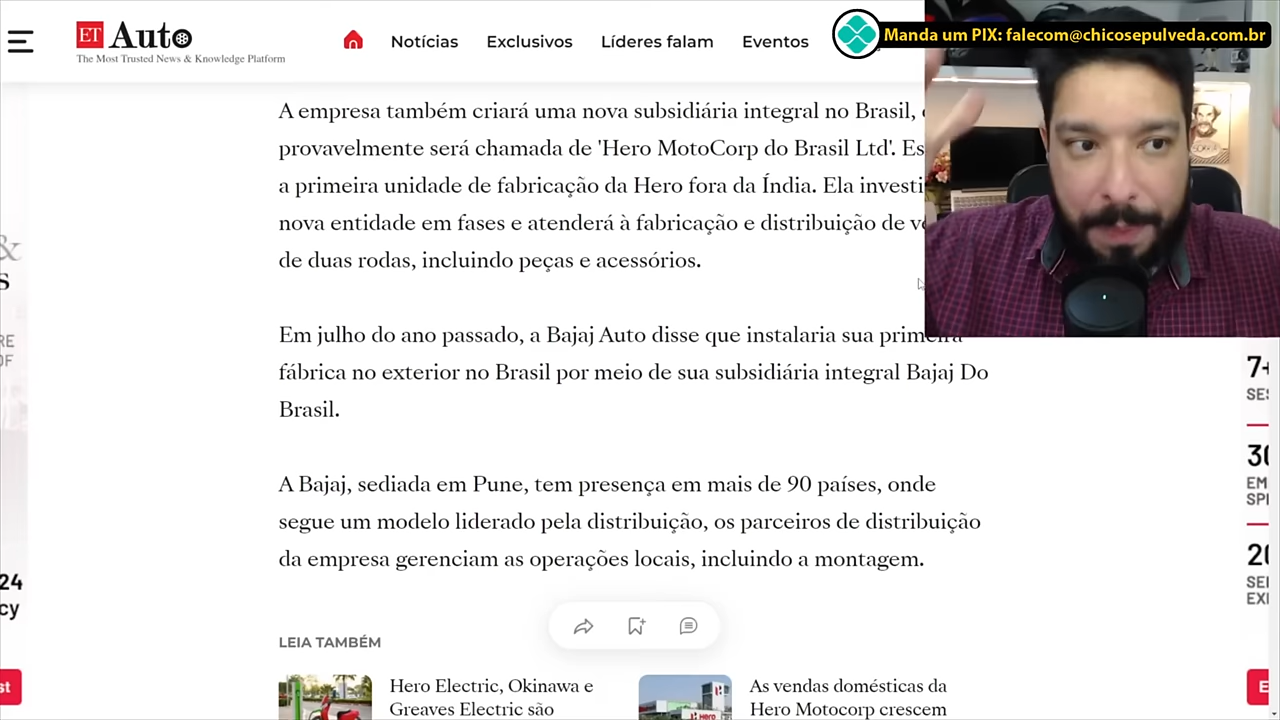 ET Auto
The Most Trusted News & Knowledge Platform
Notícias
Exclusivos
Líderes falam
Eventos
Manda um PIX: falecom@chicosepulveda.com.br
A empresa também criará uma nova subsidiária integral no Brasil,
provavelmente será chamada de 'Hero MotoCorp do Brasil Ltd'.
a primeira unidade de fabricação da Hero fora da Índia. Ela
nova entidade em fases e atenderá à fabricação e distribuição de
de duas rodas, incluindo peças e acessórios.
Em julho do ano passado, a Bajaj Auto disse que instalaria sua primeira
fábrica no exterior no Brasil por meio de sua subsidiária integral Bajaj Do
Brasil.
A Bajaj, sediada em Pune, tem presença em mais de 90 países, onde
segue um modelo liderado pela distribuição, os parceiros de distribuição
da empresa gerenciam as operações locais, incluindo a montagem.
LEIA TAMBÉM
Hero Electric, Okinawa e
Greaves Electric são
As vendas domésticas da
Hero Motocorp crescem
Hero
&
24
7+